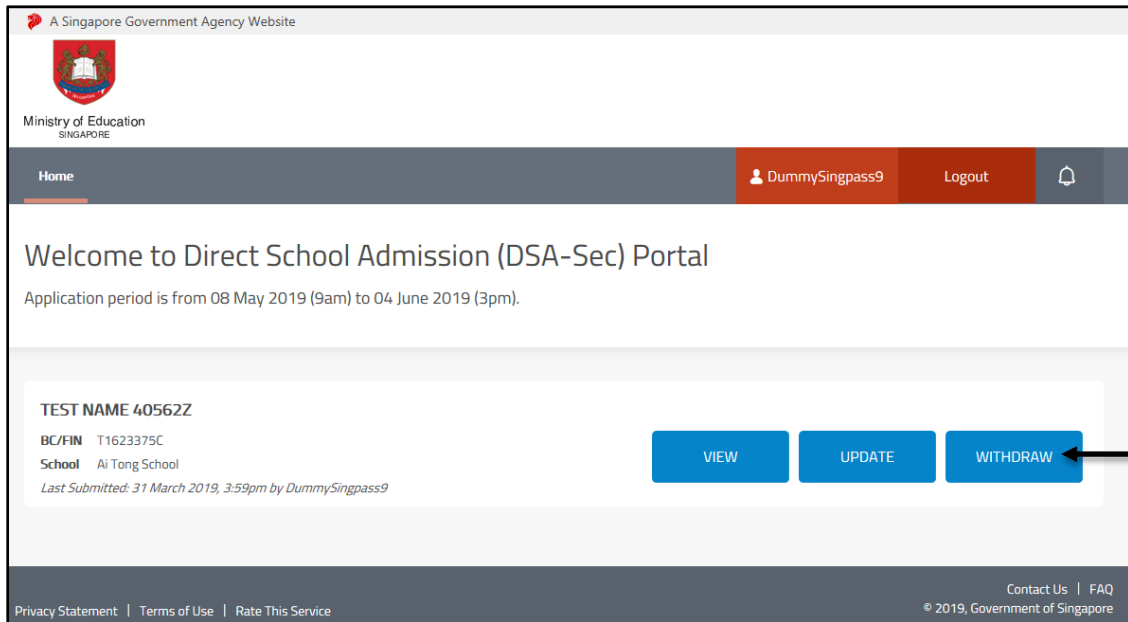 A Singapore Government Agency Website
Ministry of Education
SINGAPORE
Home
DummySingpass9
Logout
Welcome to Direct School Admission (DSA-Sec) Portal
Application period is from 08 May 2019 (9am) to 04 June 2019 (3pm).
TEST NAME 40562Z
BC/FIN T1623375C
School Ai Tong School
Last Submitted: 31 March 2019, 3:59pm by DummySingpass9
VIEW
UPDATE
WITHDRAW
Contact Us | FAQ
Privacy Statement | Terms of Use | Rate This Service
© 2019, Government of Singapore